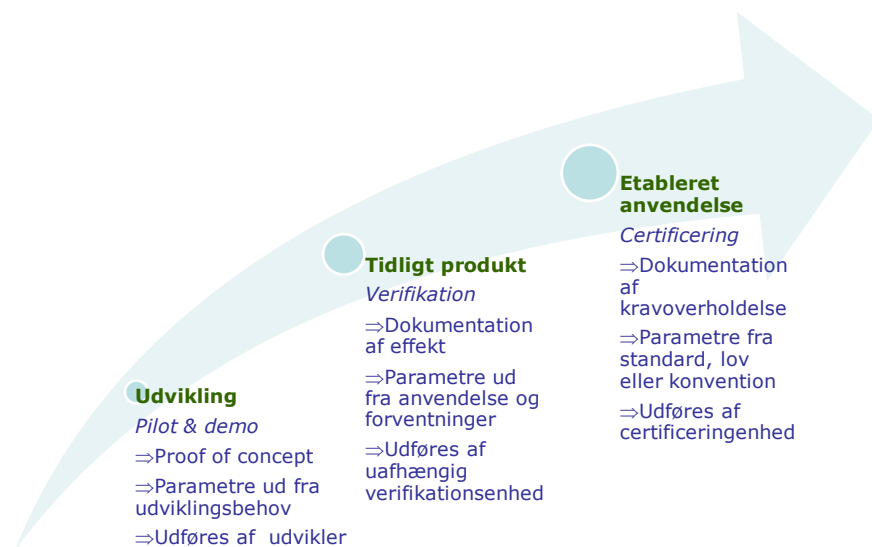 Udvikling
Pilot & demo
⇒Proof of concept
⇒Parametre ud fra
udviklingsbehov
⇒Udføres af  udvikler
Tidligt produkt
Verifikation
⇒Dokumentation
af effekt
⇒Parametre ud
fra anvendelse og
forventninger
⇒Udføres af
uafhængig
verifikationsenhed
Etableret
anvendelse
Certificering
⇒Dokumentation
af
kravoverholdelse
⇒Parametre fra
standard, lov
eller konvention
⇒Udføres af
certificeringenhed